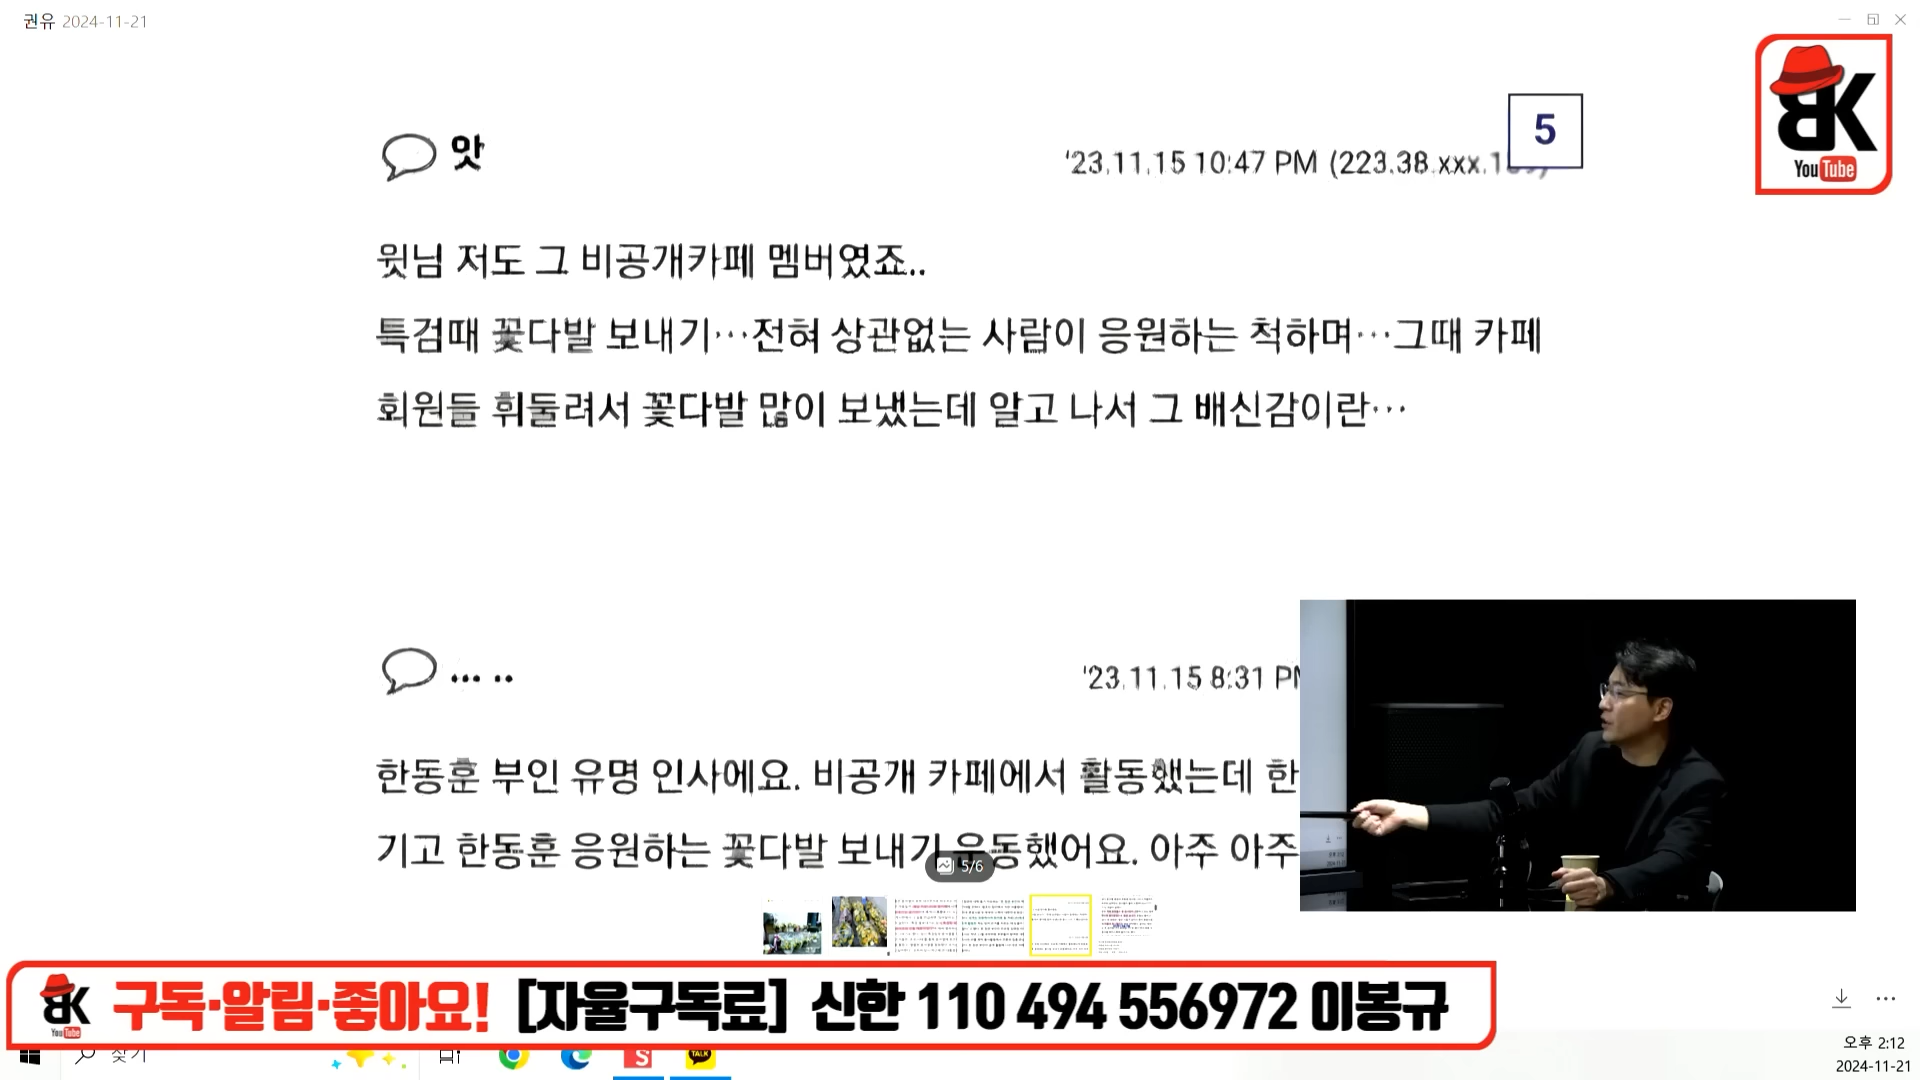 권유 2024-11-21
BK
YouTube
5
앗
'23.11.15 10:47 PM (223.38.xxx.1
윗님 저도 그 비공개카페 멤버였죠..
특검때 꽃다발 보내기…전혀 상관없는 사람이 응원하는 척하며…그때 카페
회원들 휘둘려서 꽃다발 많이 보냈는데 알고 나서 그 배신감이란…
... ..
'23.11.15 8:31 PM
한동훈 부인 유명 인사에요. 비공개 카페에서 활동했는데 한
기고 한동훈 응원하는 꽃다발 보내기 운동했어요. 아주 아주
5/6
BK YouTube 구독·알림·좋아요! [자율구독료] 신한 110 494 556972 이봉규
찾기
TALK
오후 2:12
2024-11-21